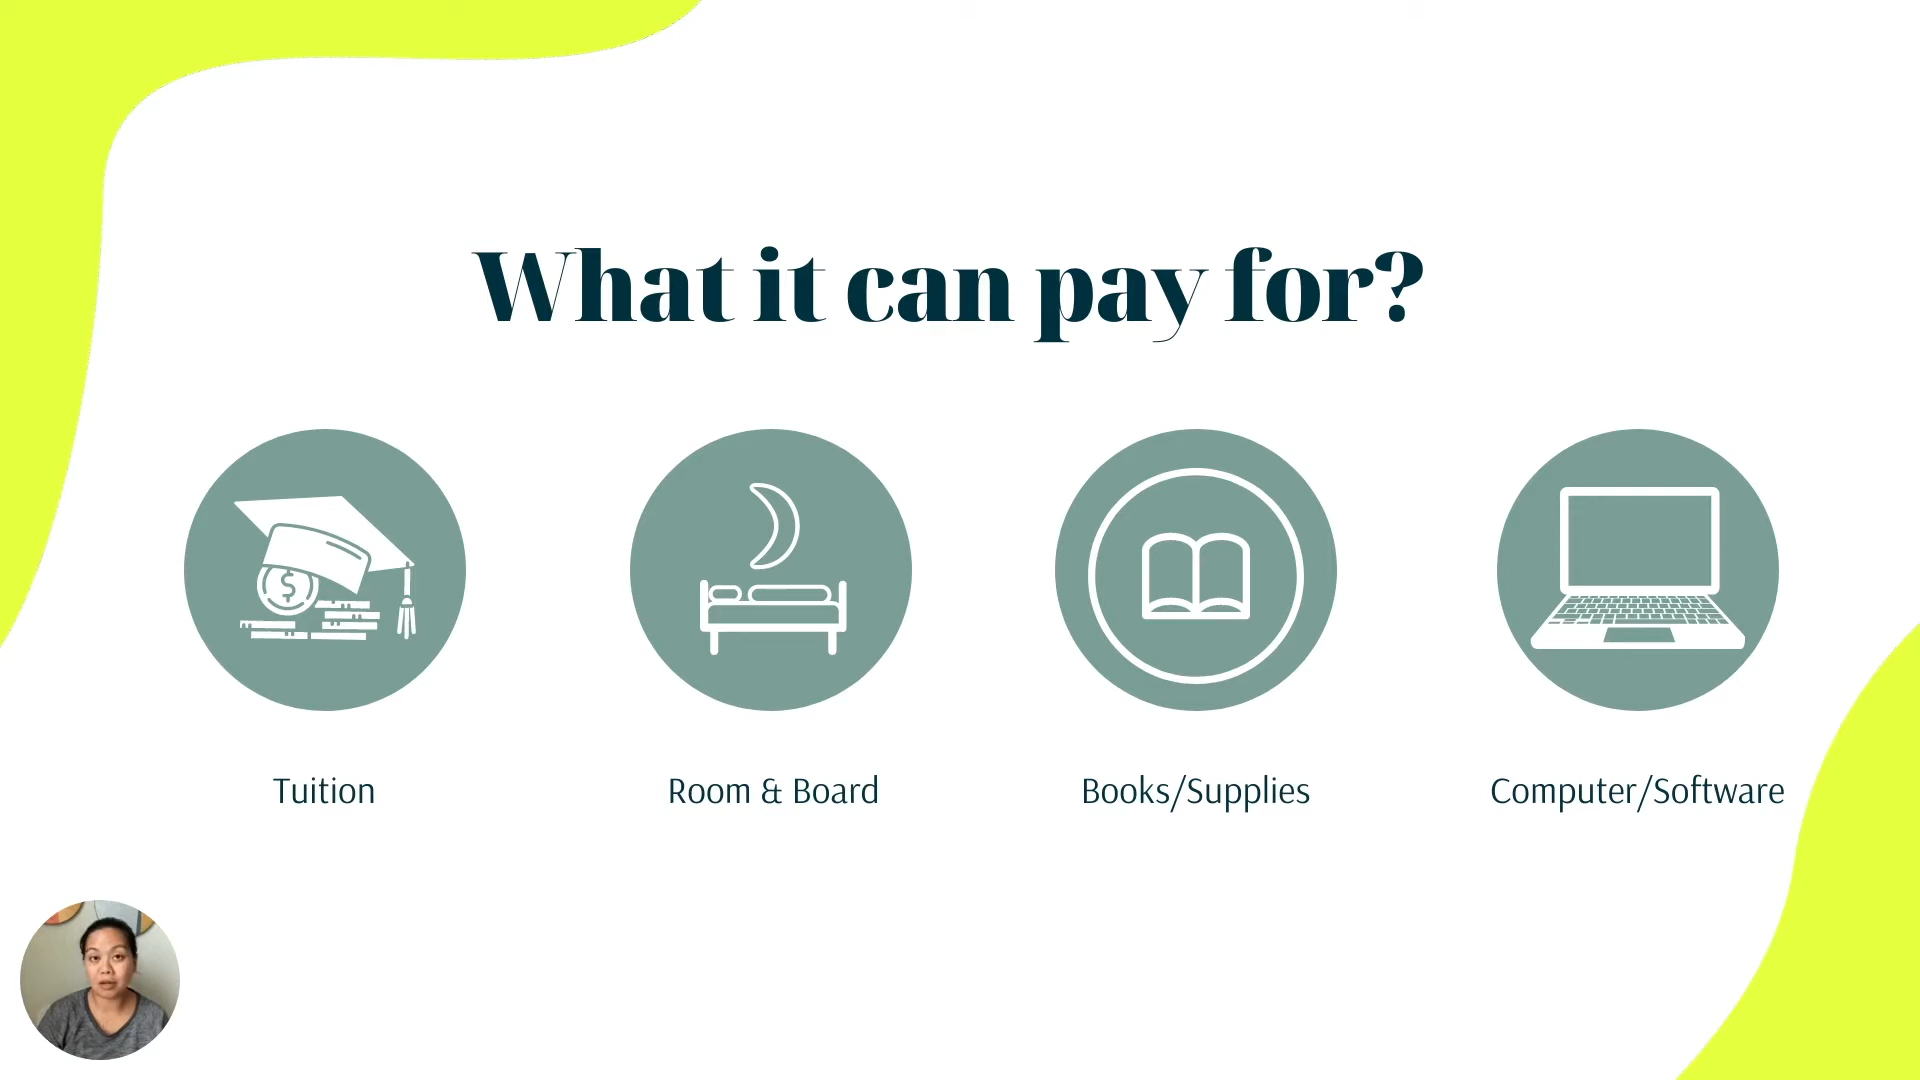 What it can pay for?
$
Tuition
Room & Board
Books/Supplies
Computer/Software